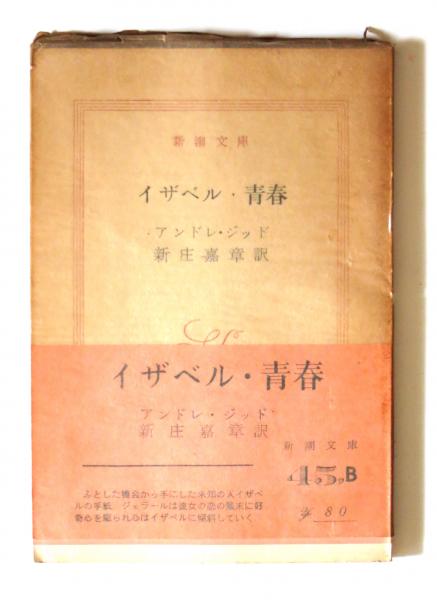 新潮文庫
イザベル・青春
アンドレ・ジッド
新庄嘉章訳
イザベル・青春
アンドレ・ジッド
新庄嘉章訳
新潮文庫
45B
ふとした機会から手にした未知の人イザベ
ルの手紙 ジェラールは彼女の恋の顚末に好
奇心を駆られるはイザベルに傾斜していく
¥ 80